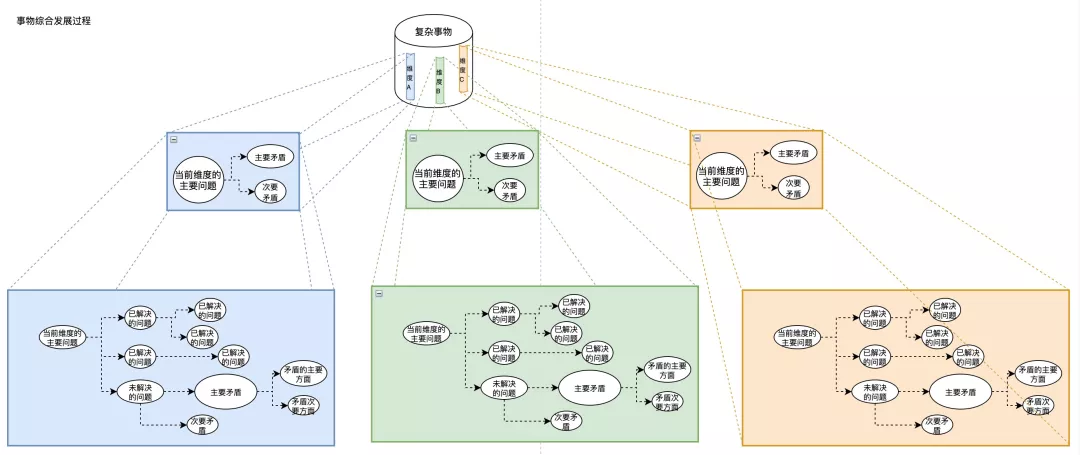 事物综合发展过程
复杂事物
维
度
A
维
度
B
维
度
C
当前维度的
主要问题
主要矛盾
次要
矛盾
当前维度的
主要问题
主要矛盾
次要
矛盾
当前维度的
主要问题
主要矛盾
次要
矛盾
当前维度的
主要问题
已解决
的问题
已解决
的问题
已解决
的问题
已解决
的问题
已解决
的问题
未解决
的问题
主要矛盾
矛盾的主要
方面
矛盾次
要方面
次要矛
盾
当前维度的
主要问题
已解决
的问题
已解决
的问题
已解决
的问题
已解决
的问题
已解决
的问题
未解决
的问题
主要矛盾
矛盾的主要
方面
矛盾次
要方面
次要矛
盾
当前维度的
主要问题
已解决
的问题
已解决
的问题
已解决
的问题
已解决
的问题
已解决
的问题
未解决
的问题
主要矛盾
矛盾的主要
方面
矛盾次
要方面
次要矛
盾